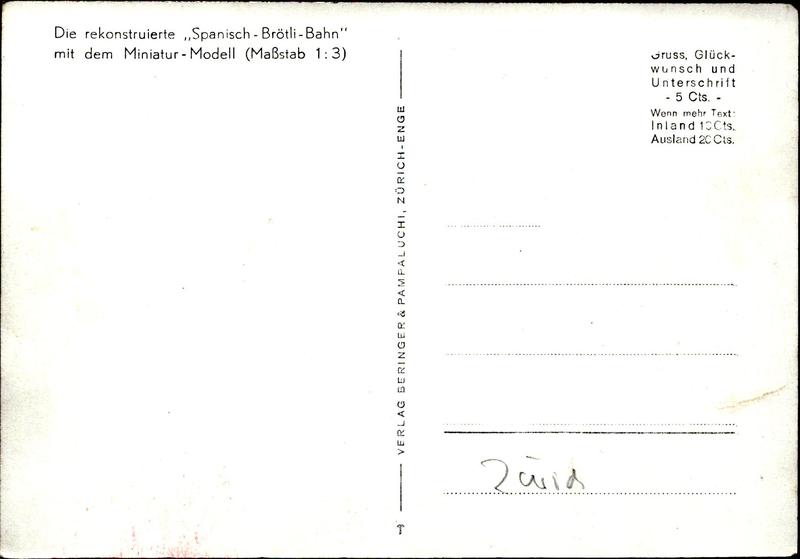 Die rekonstruierte „Spanisch-Brötli-Bahn“
mit dem Miniatur-Modell (Maßstab 1:3)
Gruss, Glück-
wunsch und
Unterschrift
- 5 Cts. -
Wenn mehr Text:
Inland 10 Cts.
Ausland 20 Cts.
VERLAG BERINGER & PAMPALUCHI, ZÜRICH-ENGE
Zürich